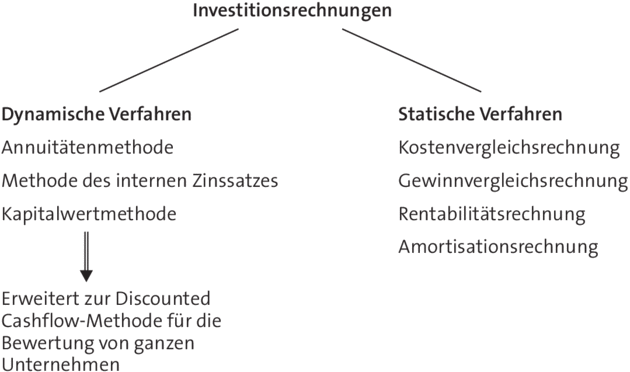 Investitionsrechnungen
Dynamische Verfahren
Annuitätenmethode
Methode des internen Zinssatzes
Kapitalwertmethode
Erweitert zur Discounted
Cashflow-Methode für die
Bewertung von ganzen
Unternehmen
Statische Verfahren
Kostenvergleichsrechnung
Gewinnvergleichsrechnung
Rentabilitätsrechnung
Amortisationsrechnung